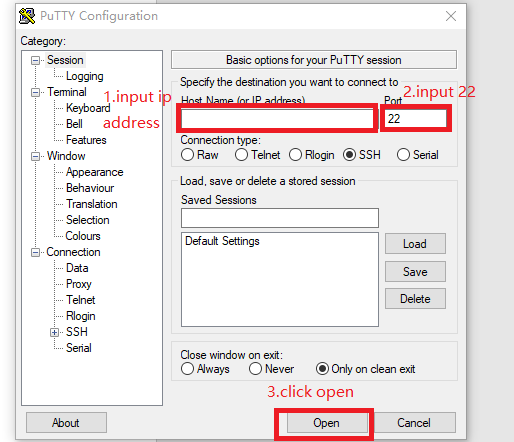 PuTTY Configuration
Category:
Session
Logging
Terminal
Keyboard
Bell
Features
Window
Appearance
Behaviour
Translation
Selection
Colours
Connection
Data
Proxy
Telnet
Rlogin
SSH
Serial
Basic options for your PuTTY session
Specify the destination you want to connect to
1.input ip
address
2.input 22
Host Name (or IP address)
Port
22
Connection type:
Raw Telnet Rlogin SSH Serial
Load, save or delete a stored session
Saved Sessions
Default Settings
Load
Save
Delete
Close window on exit:
Always Never Only on clean exit
3.click open
About
Open
Cancel